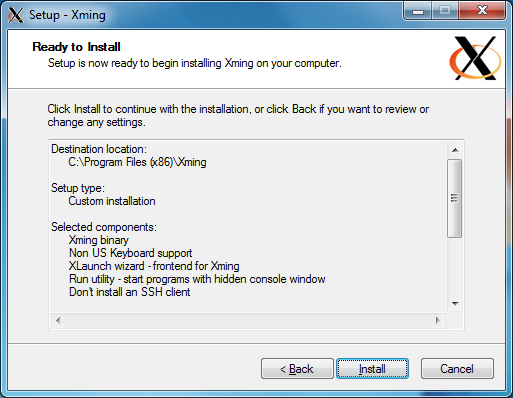 Setup - Xming
Ready to Install
Setup is now ready to begin installing Xming on your computer.
Click Install to continue with the installation, or click Back if you want to review or
change any settings.
Destination location:
C:\Program Files (x86)\Xming
Setup type:
Custom installation
Selected components:
Xming binary
Non US Keyboard support
XLaunch wizard - frontend for Xming
Run utility - start programs with hidden console window
Don't install an SSH client
< Back
Install
Cancel